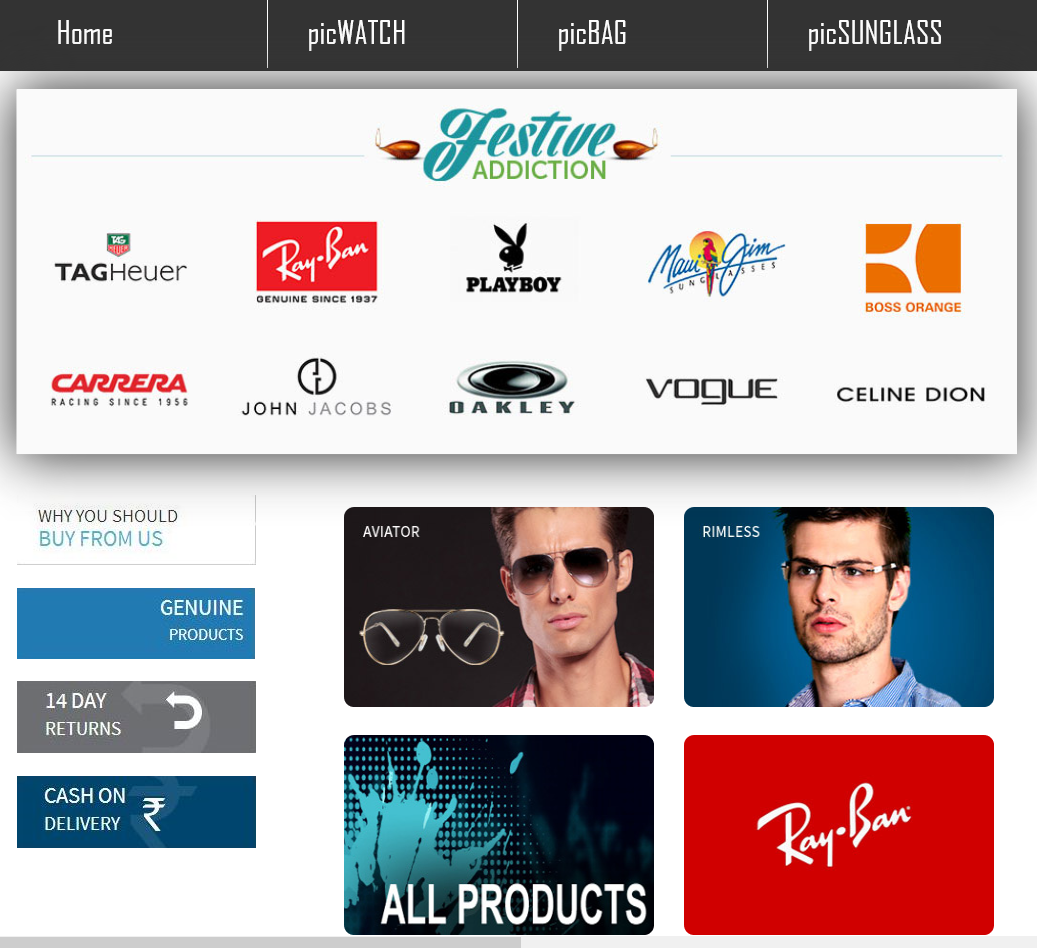 Home
picWATCH
picBAG
picSUNGLASS
Festive
ADDICTION
TAG
HEUER
TAGHeuer
Ray-Ban
GENUINE SINCE 1937
PLAYBOY
Maui Jim
SUNGLASSES
BOSS ORANGE
CARRERA
RACING SINCE 1956
JOHN JACOBS
OAKLEY
VOGUE
CELINE DION
WHY YOU SHOULD
BUY FROM US
GENUINE
PRODUCTS
14 DAY
RETURNS
CASH ON
DELIVERY ₹
AVIATOR
RIMLESS
ALL PRODUCTS
Ray-Ban